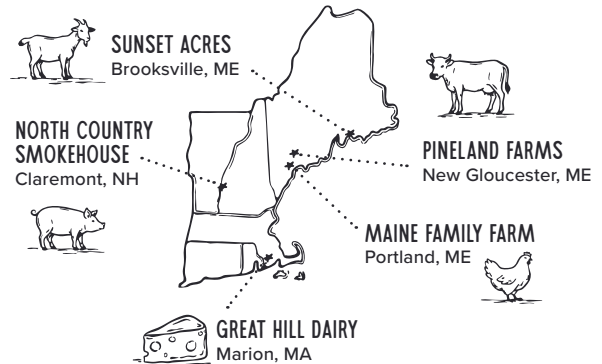 SUNSET ACRES
Brooksville, ME
NORTH COUNTRY
SMOKEHOUSE
Claremont, NH
PINELAND FARMS
New Gloucester, ME
MAINE FAMILY FARM
Portland, ME
GREAT HILL DAIRY
Marion, MA